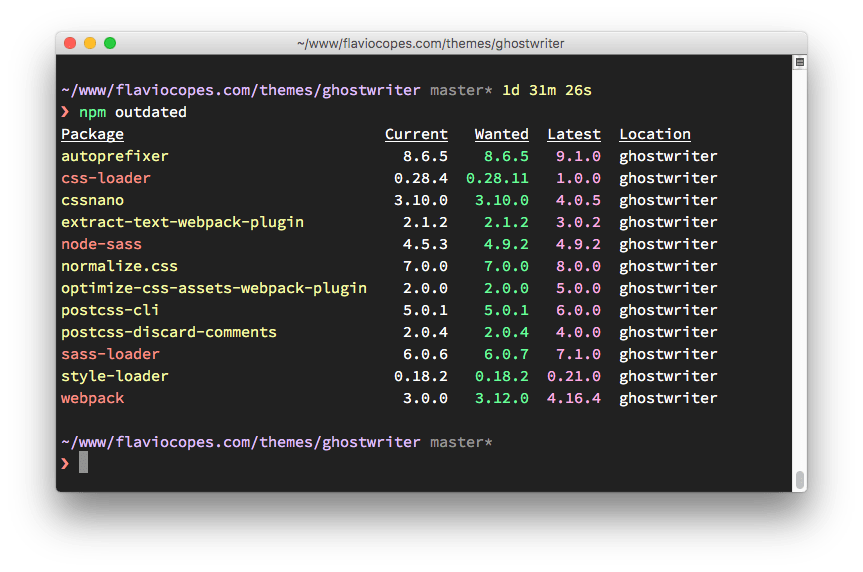 ~/www/flaviocopes.com/themes/ghostwriter
~/www/flaviocopes.com/themes/ghostwriter master* 1d 31m 26s
❯ npm outdated
Package Current Wanted Latest Location
autoprefixer 8.6.5 8.6.5 9.1.0 ghostwriter
css-loader 0.28.4 0.28.11 1.0.0 ghostwriter
cssnano 3.10.0 3.10.0 4.0.5 ghostwriter
extract-text-webpack-plugin 2.1.2 2.1.2 3.0.2 ghostwriter
node-sass 4.5.3 4.9.2 4.9.2 ghostwriter
normalize.css 7.0.0 7.0.0 8.0.0 ghostwriter
optimize-css-assets-webpack-plugin 2.0.0 2.0.0 5.0.0 ghostwriter
postcss-cli 5.0.1 5.0.1 6.0.0 ghostwriter
postcss-discard-comments 2.0.4 2.0.4 4.0.0 ghostwriter
sass-loader 6.0.6 6.0.7 7.1.0 ghostwriter
style-loader 0.18.2 0.18.2 0.21.0 ghostwriter
webpack 3.0.0 3.12.0 4.16.4 ghostwriter
~/www/flaviocopes.com/themes/ghostwriter master*
❯